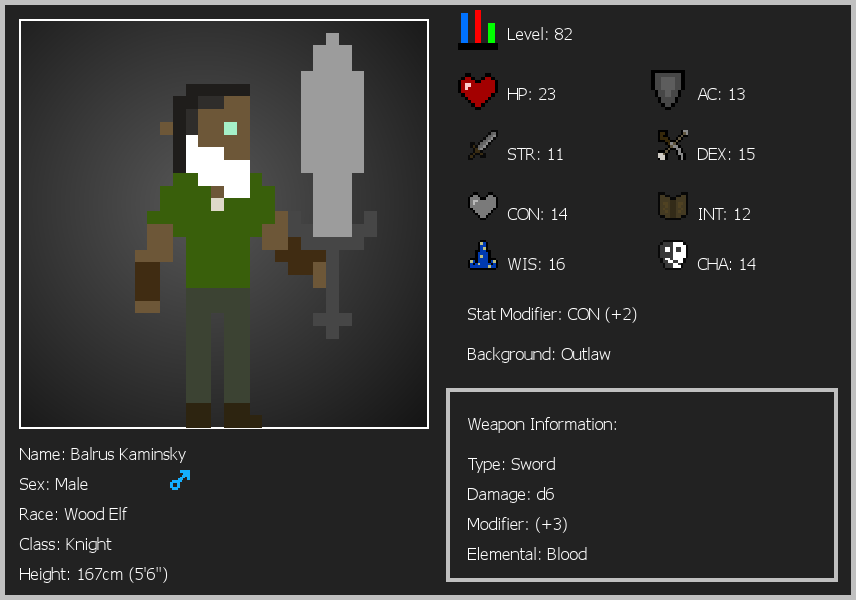 Level: 82
HP: 23
AC: 13
STR: 11
DEX: 15
CON: 14
INT: 12
WIS: 16
CHA: 14
Stat Modifier: CON (+2)
Background: Outlaw
Weapon Information:
Type: Sword
Damage: d6
Modifier: (+3)
Elemental: Blood
Name: Balrus Kaminsky
Sex: Male
Race: Wood Elf
Class: Knight
Height: 167cm (5'6")